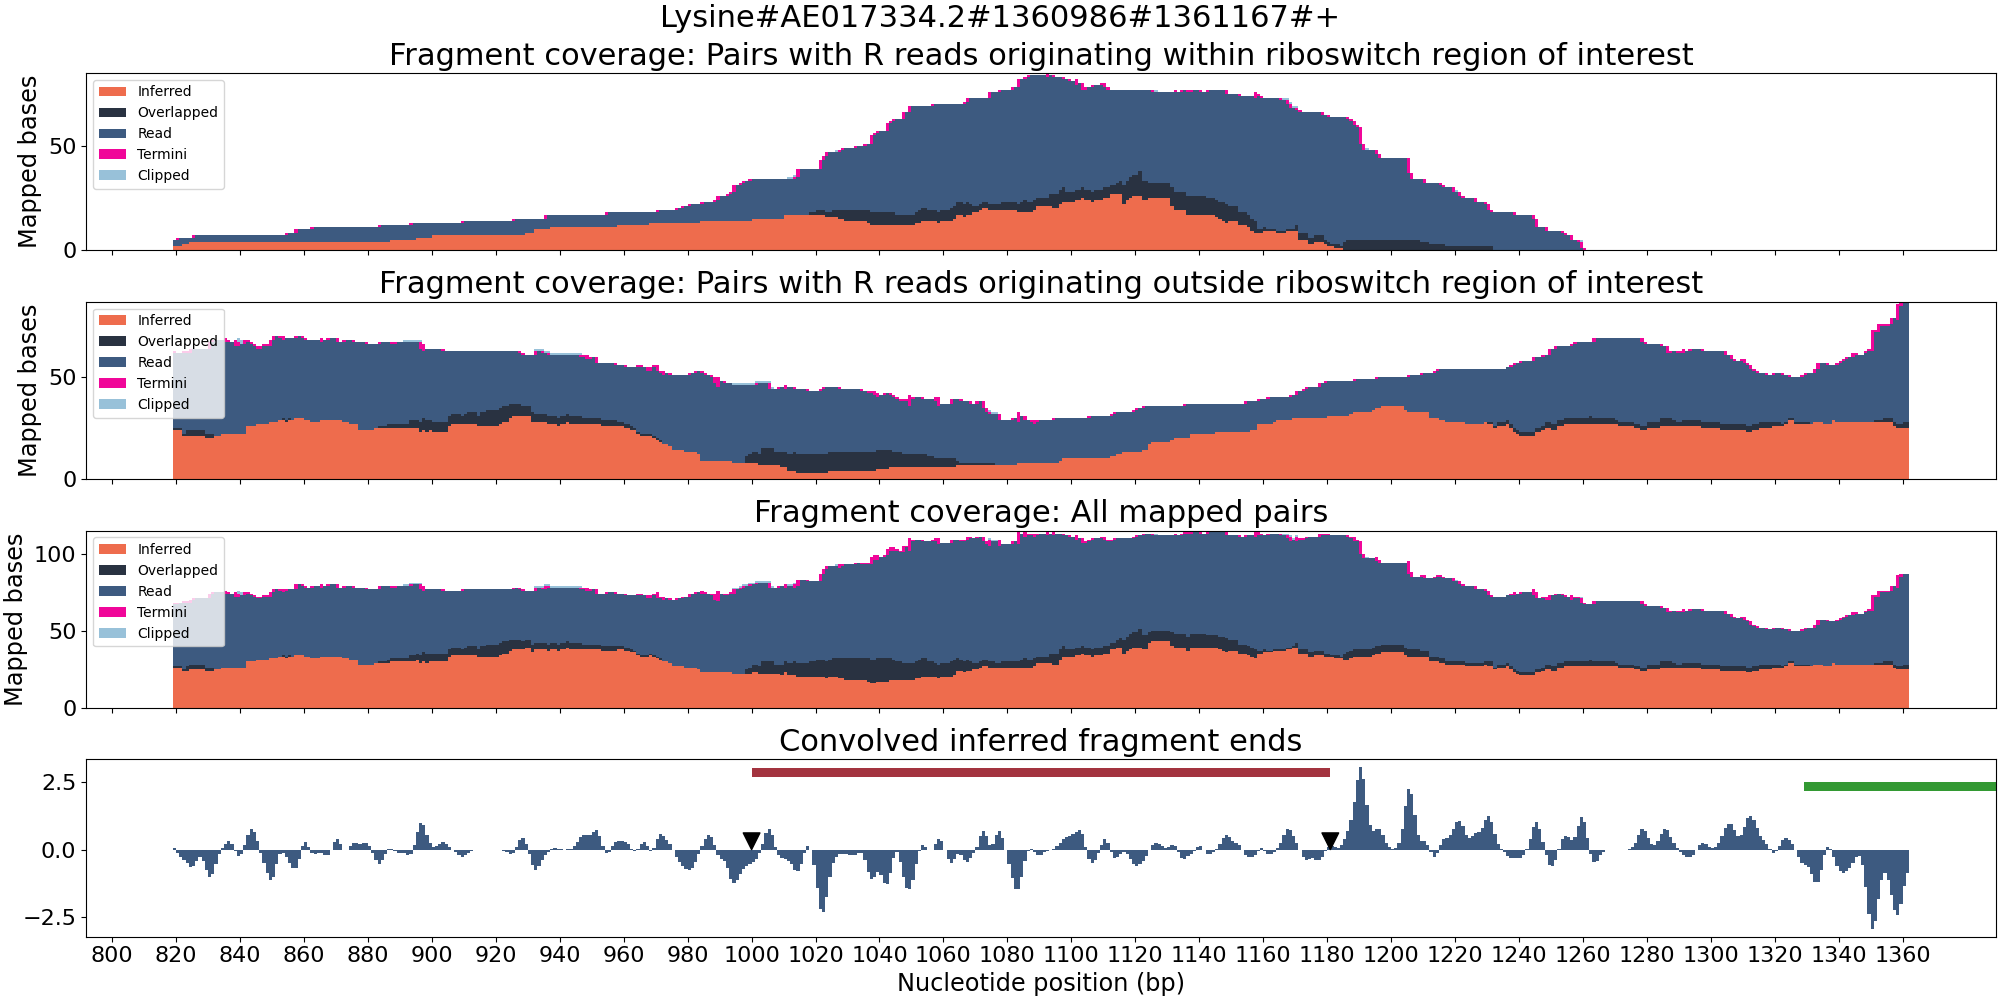 Lysine#AE017334.2#1360986#1361167#+
Fragment coverage: Pairs with R reads originating within riboswitch region of interest
Mapped bases
50
0
Inferred
Overlapped
Read
Termini
Clipped
Fragment coverage: Pairs with R reads originating outside riboswitch region of interest
Mapped bases
50
0
Inferred
Overlapped
Read
Termini
Clipped
Fragment coverage: All mapped pairs
Mapped bases
100
50
0
Inferred
Overlapped
Read
Termini
Clipped
Convolved inferred fragment ends
2.5
0.0
−2.5
800 820 840 860 880 900 920 940 960 980 1000 1020 1040 1060 1080 1100 1120 1140 1160 1180 1200 1220 1240 1260 1280 1300 1320 1340 1360
Nucleotide position (bp)